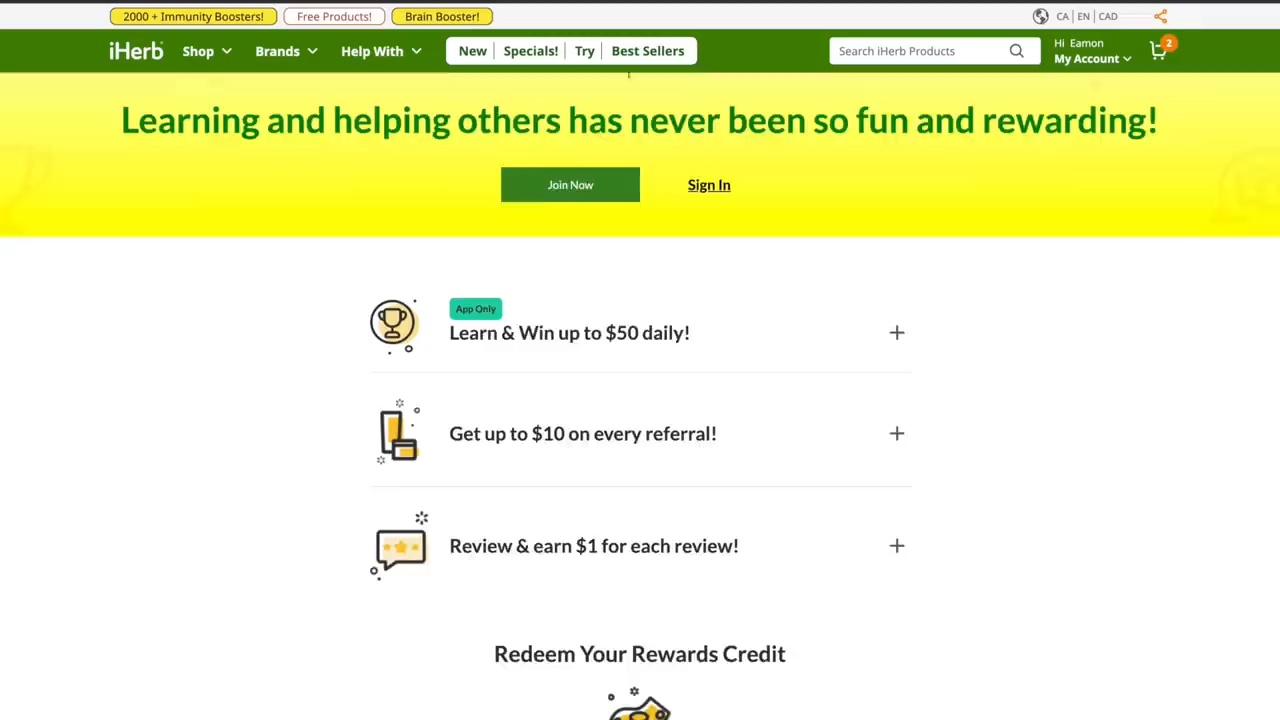 2000 + Immunity Boosters!
Free Products!
Brain Booster!
CA | EN | CAD
iHerb
Shop
Brands
Help With
New
Specials!
Try
Best Sellers
Search iHerb Products
Hi Eamon
My Account
2
Learning and helping others has never been so fun and rewarding!
Join Now
Sign In
App Only
Learn & Win up to $50 daily!
Get up to $10 on every referral!
Review & earn $1 for each review!
Redeem Your Rewards Credit